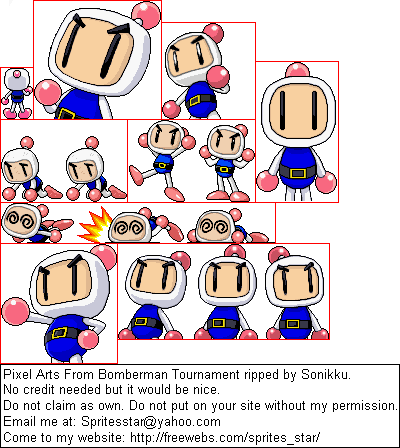 Pixel Arts From Bomberman Tournament ripped by Sonikku.
No credit needed but it would be nice.
Do not claim as own. Do not put on your site without my permission.
Email me at: Spritesstar@yahoo.com
Come to my website: http://freewebs.com/sprites_star/